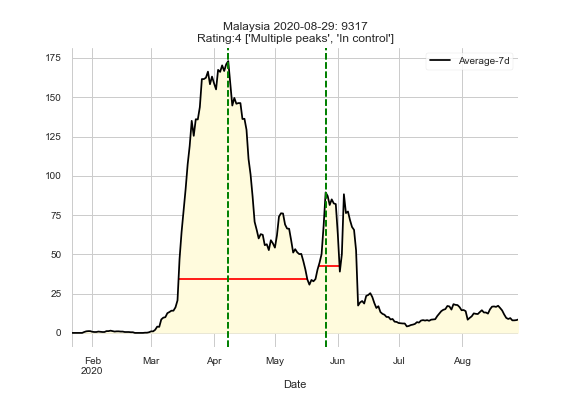 Malaysia 2020-08-29: 9317
Rating:4 ['Multiple peaks', 'In control']
Average-7d
175
150
125
100
75
50
25
0
Feb
2020
Mar
Apr
May
Jun
Jul
Aug
Date